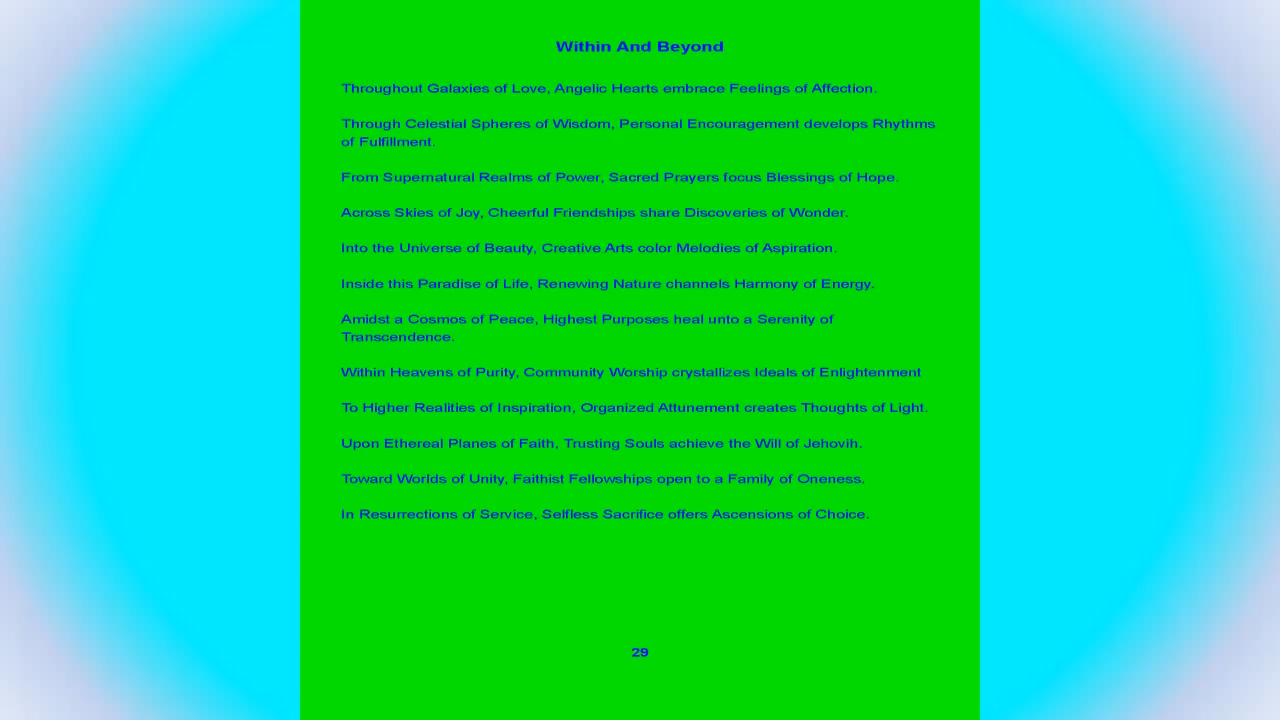 Within And Beyond
Throughout Galaxies of Love, Angelic Hearts embrace Feelings of Affection.
Through Celestial Spheres of Wisdom, Personal Encouragement develops Rhythms
of Fulfillment.
From Supernatural Realms of Power, Sacred Prayers focus Blessings of Hope.
Across Skies of Joy, Cheerful Friendships share Discoveries of Wonder.
Into the Universe of Beauty, Creative Arts color Melodies of Aspiration.
Inside this Paradise of Life, Renewing Nature channels Harmony of Energy.
Amidst a Cosmos of Peace, Highest Purposes heal unto a Serenity of
Transcendence.
Within Heavens of Purity, Community Worship crystallizes Ideals of Enlightenment
To Higher Realities of Inspiration, Organized Attunement creates Thoughts of Light.
Upon Ethereal Planes of Faith, Trusting Souls achieve the Will of Jehovih.
Toward Worlds of Unity, Faithist Fellowships open to a Family of Oneness.
In Resurrections of Service, Selfless Sacrifice offers Ascensions of Choice.
29